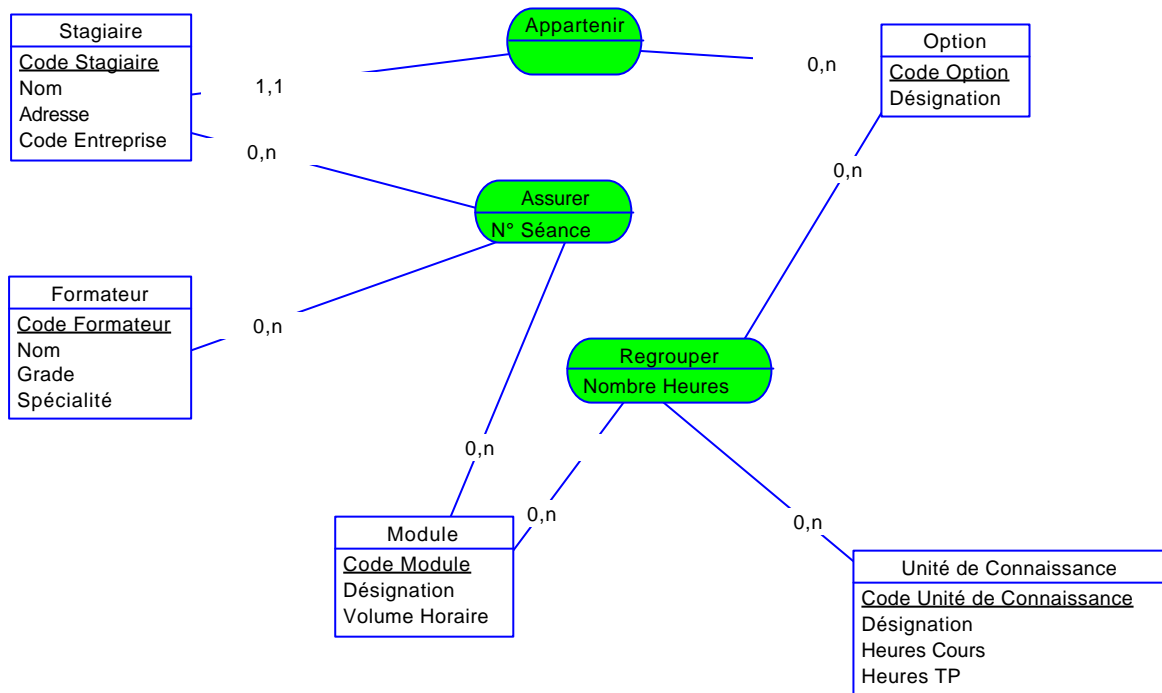 Stagiaire
Code Stagiaire
Nom
Adresse
Code Entreprise
Appartenir
Option
Code Option
Désignation
1,1
0,n
0,n
0,n
Assurer
N° Séance
Formateur
Code Formateur
Nom
Grade
Spécialité
0,n
Regrouper
Nombre Heures
0,n
0,n
0,n
Module
Code Module
Désignation
Volume Horaire
Unité de Connaissance
Code Unité de Connaissance
Désignation
Heures Cours
Heures TP